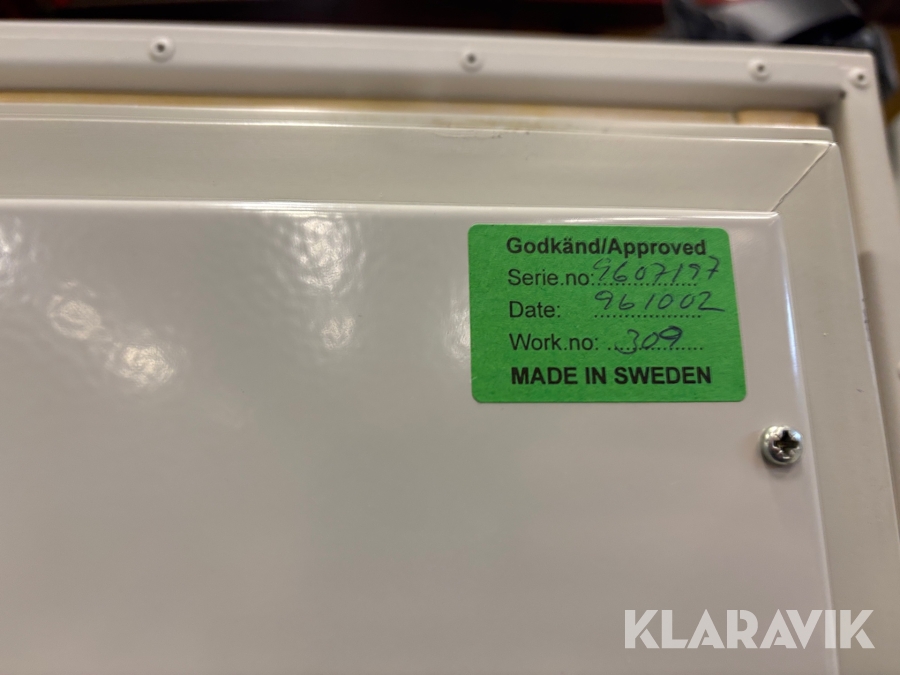 Godkänd/Approved
Serie.no: 9607197
Date: 961002
Work.no: 309
MADE IN SWEDEN
KLARAVIK